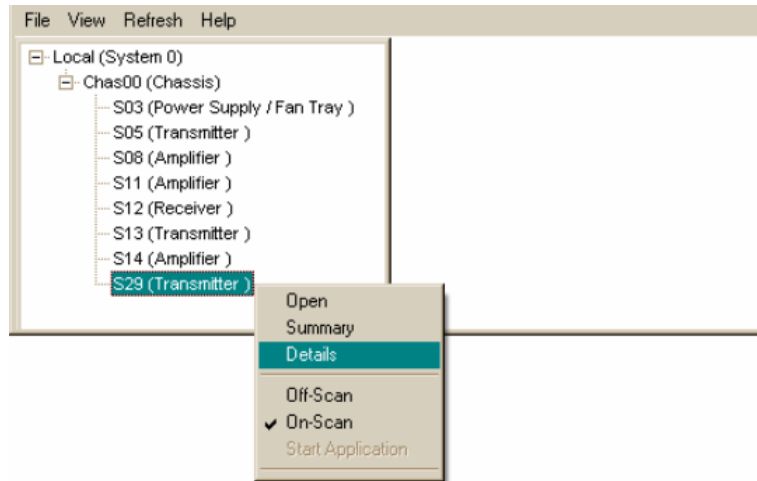 File View Refresh Help
Local (System 0)
Chas00 (Chassis)
S03 (Power Supply / Fan Tray )
S05 (Transmitter )
S08 (Amplifier )
S11 (Amplifier )
S12 (Receiver )
S13 (Transmitter )
S14 (Amplifier )
S29 (Transmitter )
Open
Summary
Details
Off-Scan
On-Scan
Start Application